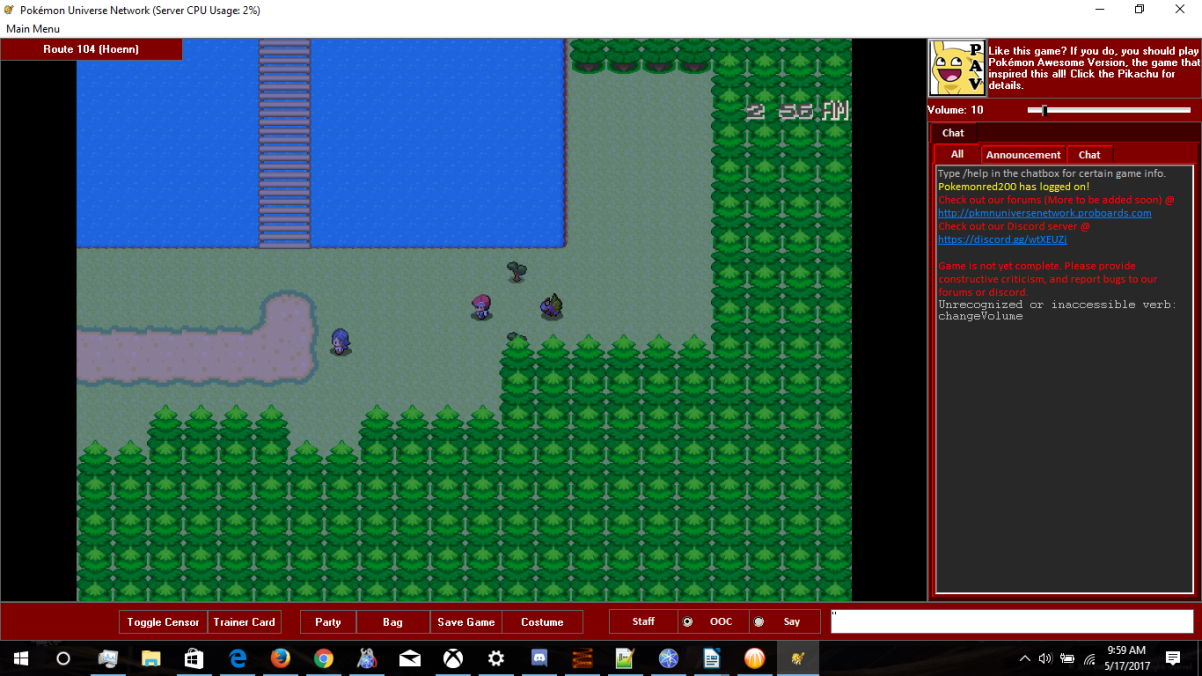 Pokémon Universe Network (Server CPU Usage: 2%)
Main Menu
Route 104 (Hoenn)
2 56 AM
P
A
V
Like this game? If you do, you should play
Pokémon Awesome Version, the game that
inspired this all! Click the Pikachu for
details.
Volume: 10
Chat
All Announcement Chat
Type /help in the chatbox for certain game info.
Pokemonred200 has logged on!
Check out our forums (More to be added soon) @
http://pkmnuniversenetwork.proboards.com
Check out our Discord server @
https://discord.gg/wtXEUZj
Game is not yet complete. Please provide
constructive criticism, and report bugs to our
forums or discord.
Unrecognized or inaccessible verb:
changeVolume
Toggle Censor Trainer Card Party Bag Save Game Costume Staff OOC Say "
9:59 AM
5/17/2017